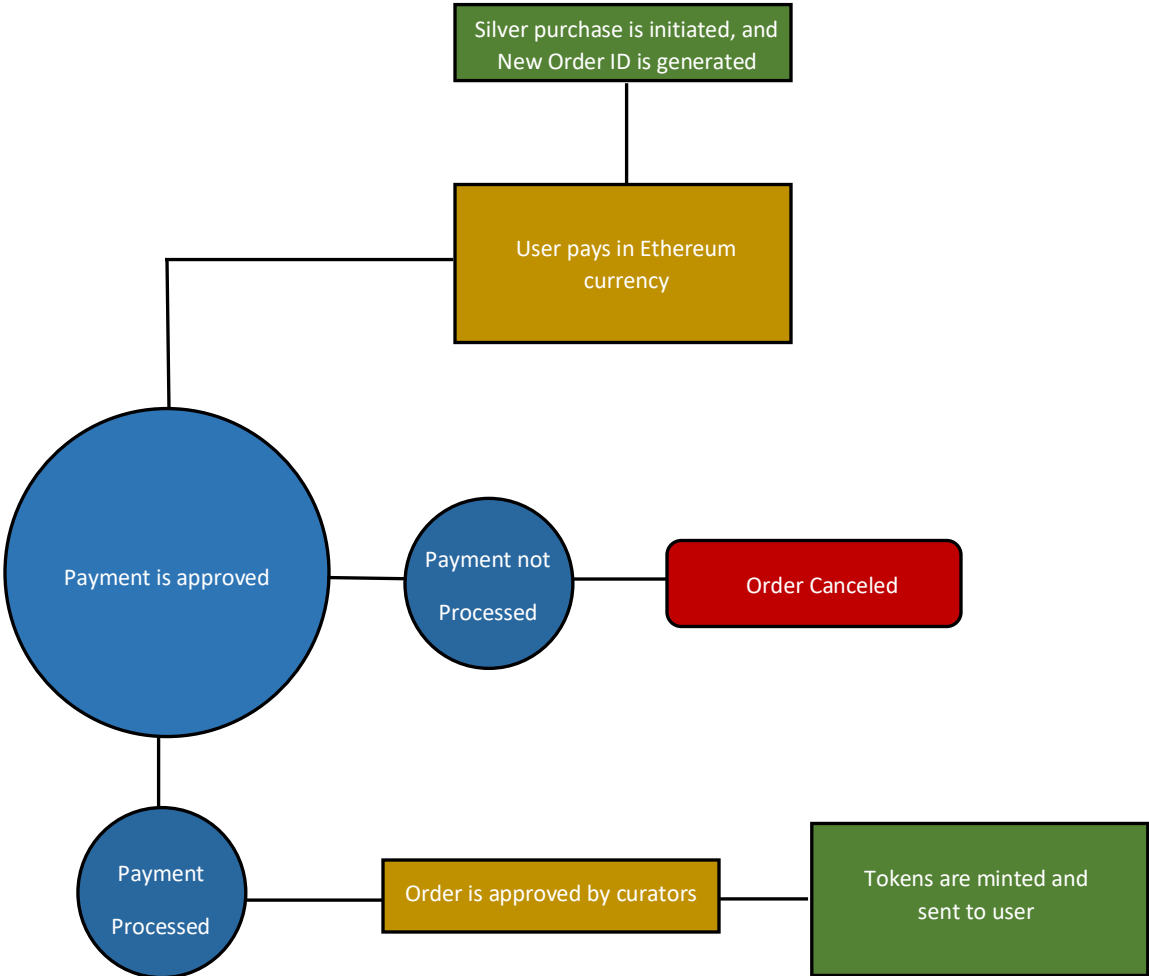 Silver purchase is initiated, and
New Order ID is generated
User pays in Ethereum
currency
Payment is approved
Payment not
Processed
Order Canceled
Payment
Processed
Order is approved by curators
Tokens are minted and
sent to user